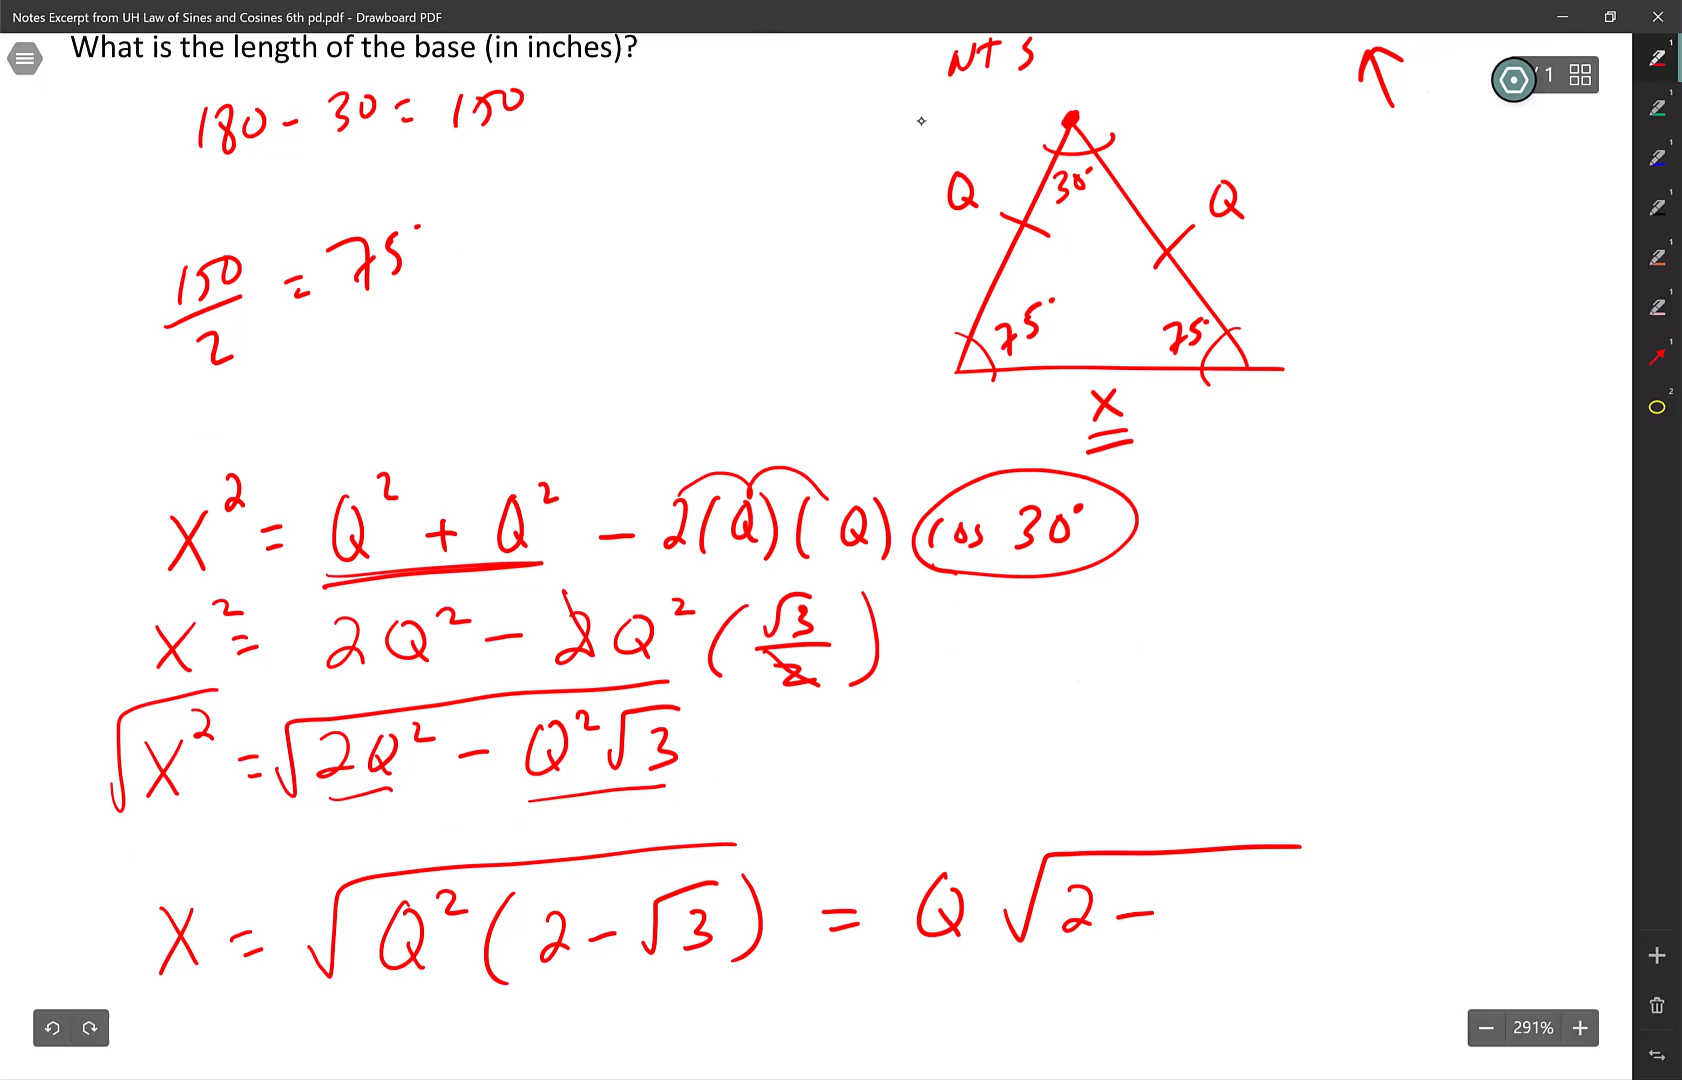 Notes Excerpt from UH Law of Sines and Cosines 6th pd.pdf - Drawboard PDF
What is the length of the base (in inches)?
NTS
/ 1
180 - 30 = 150
30°
Q
Q
150/2 = 75°
75°
75°
X
X² = Q² + Q² - 2(Q)(Q) cos 30°
X² = 2Q² - 2Q² (√3/2)
√X² = √2Q² - Q²√3
X = √Q²(2-√3) = Q √2 -
291%